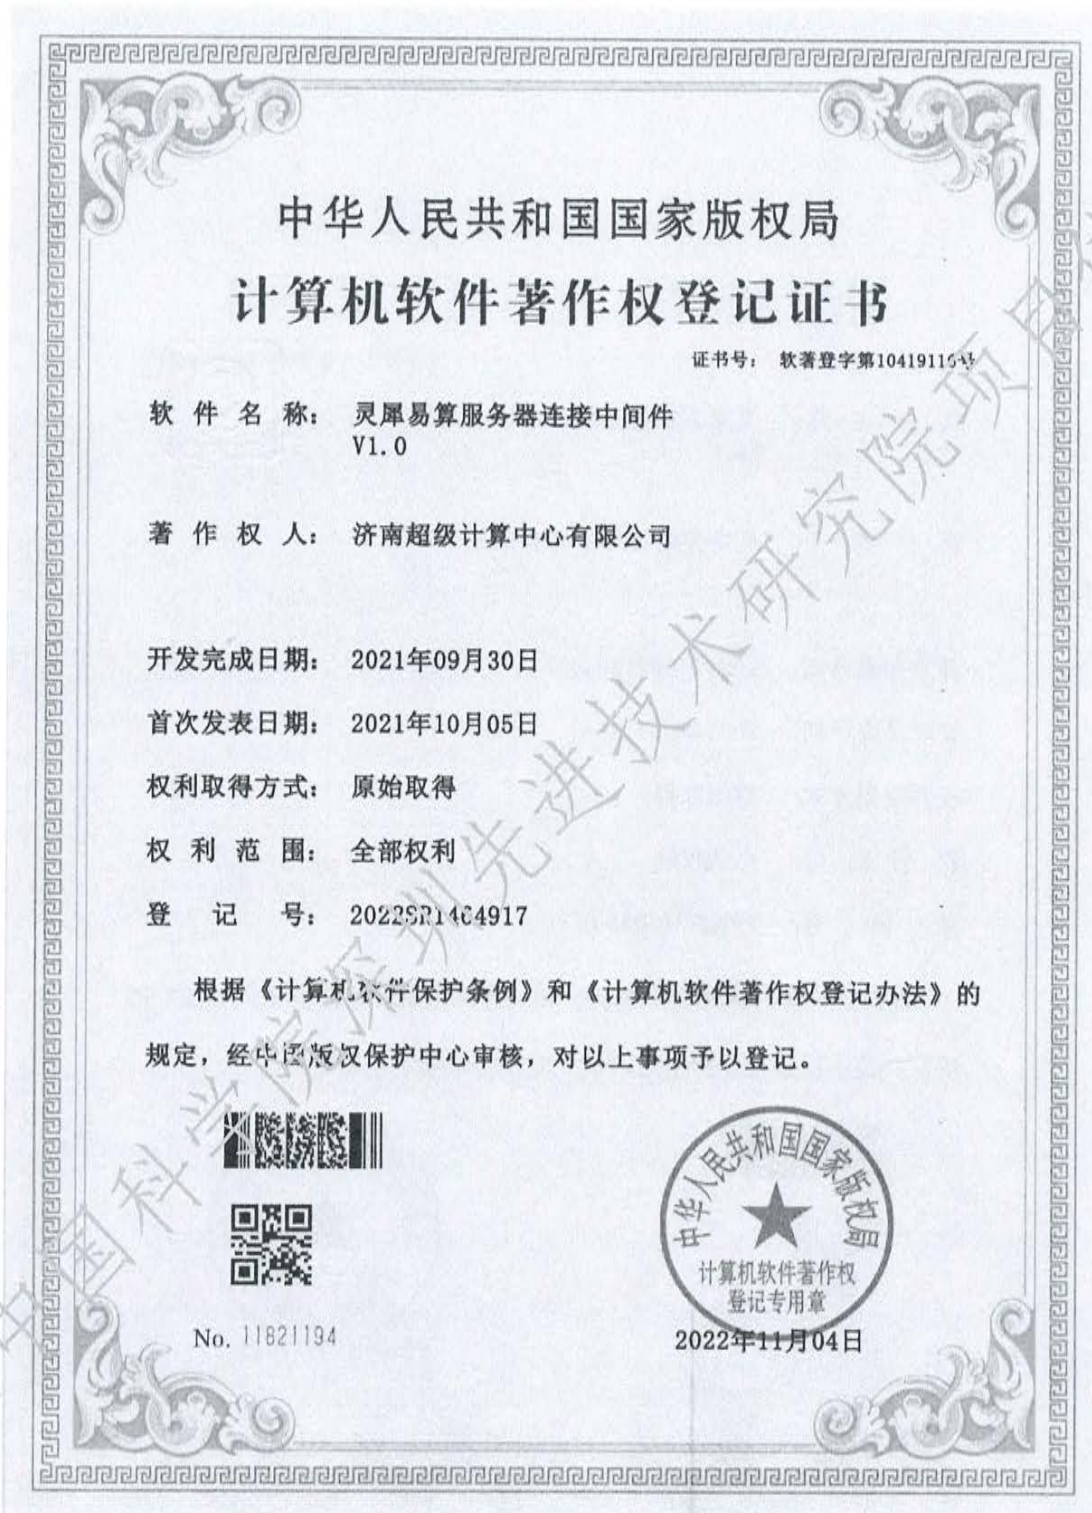 中华人民共和国国家版权局
计算机软件著作权登记证书
证书号： 软著登字第10419116号
软件名称： 灵犀易算服务器连接中间件
V1.0
著作权人： 济南超级计算中心有限公司
开发完成日期： 2021年09月30日
首次发表日期： 2021年10月05日
权利取得方式： 原始取得
权利范围： 全部权利
登记号： 2022SR1464917
根据《计算机软件保护条例》和《计算机软件著作权登记办法》的
规定，经中国版权保护中心审核，对以上事项予以登记。
中华人民共和国国家版权局
计算机软件著作权
登记专用章
No. 11821194
2022年11月04日
中国科学院深圳先进技术研究院项目